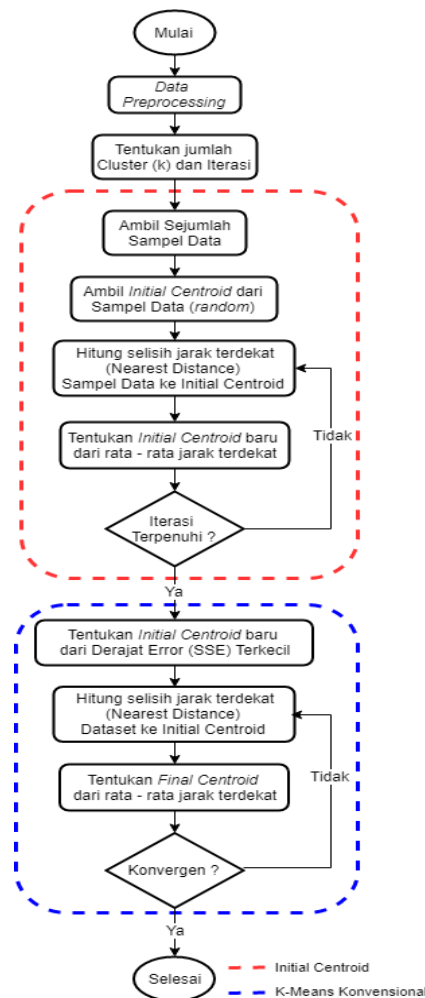 Mulai
Data
Preprocessing
Tentukan jumlah
Cluster (k) dan Iterasi
Ambil Sejumlah
Sampel Data
Ambil Initial Centroid dari
Sampel Data (random)
Hitung selisih jarak terdekat
(Nearest Distance)
Sampel Data ke Initial Centroid
Tentukan Initial Centroid baru
dari rata - rata jarak terdekat
Tidak
Iterasi
Terpenuhi ?
Ya
Tentukan Initial Centroid baru
dari Derajat Error (SSE) Terkecil
Hitung selisih jarak terdekat
(Nearest Distance)
Dataset ke Initial Centroid
Tentukan Final Centroid
dari rata - rata jarak terdekat
Tidak
Konvergen ?
Ya
Selesai
Initial Centroid
K-Means Konvensional